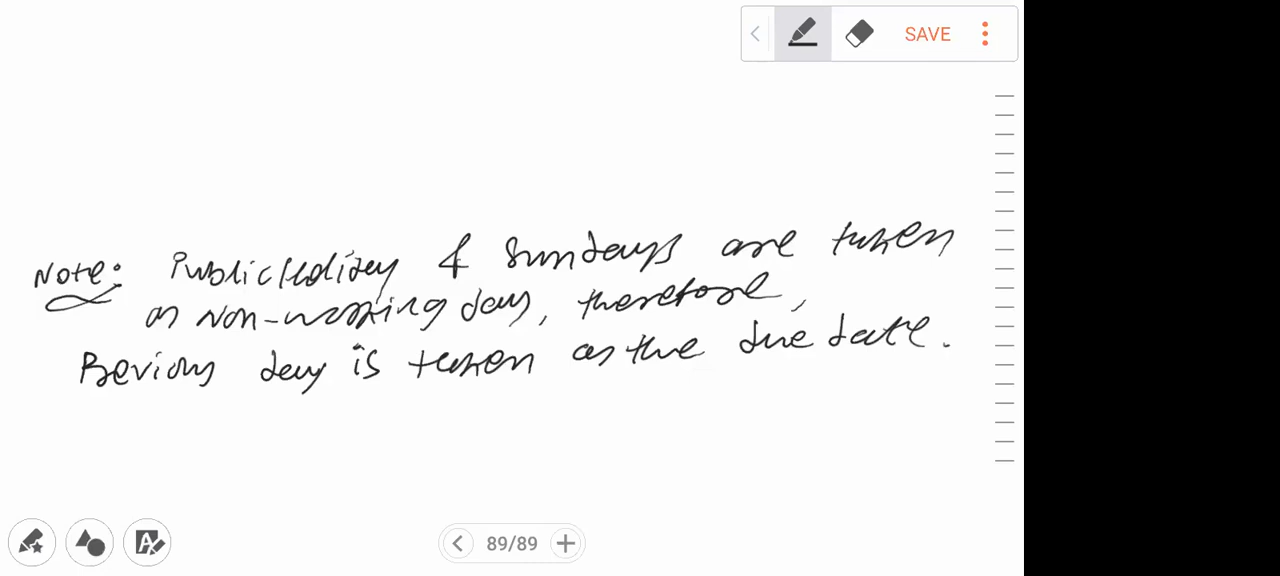 SAVE
Note: Public Holiday & Sundays are taken
as Non-working day, therefore,
Previous day is taken as the due date.
89/89